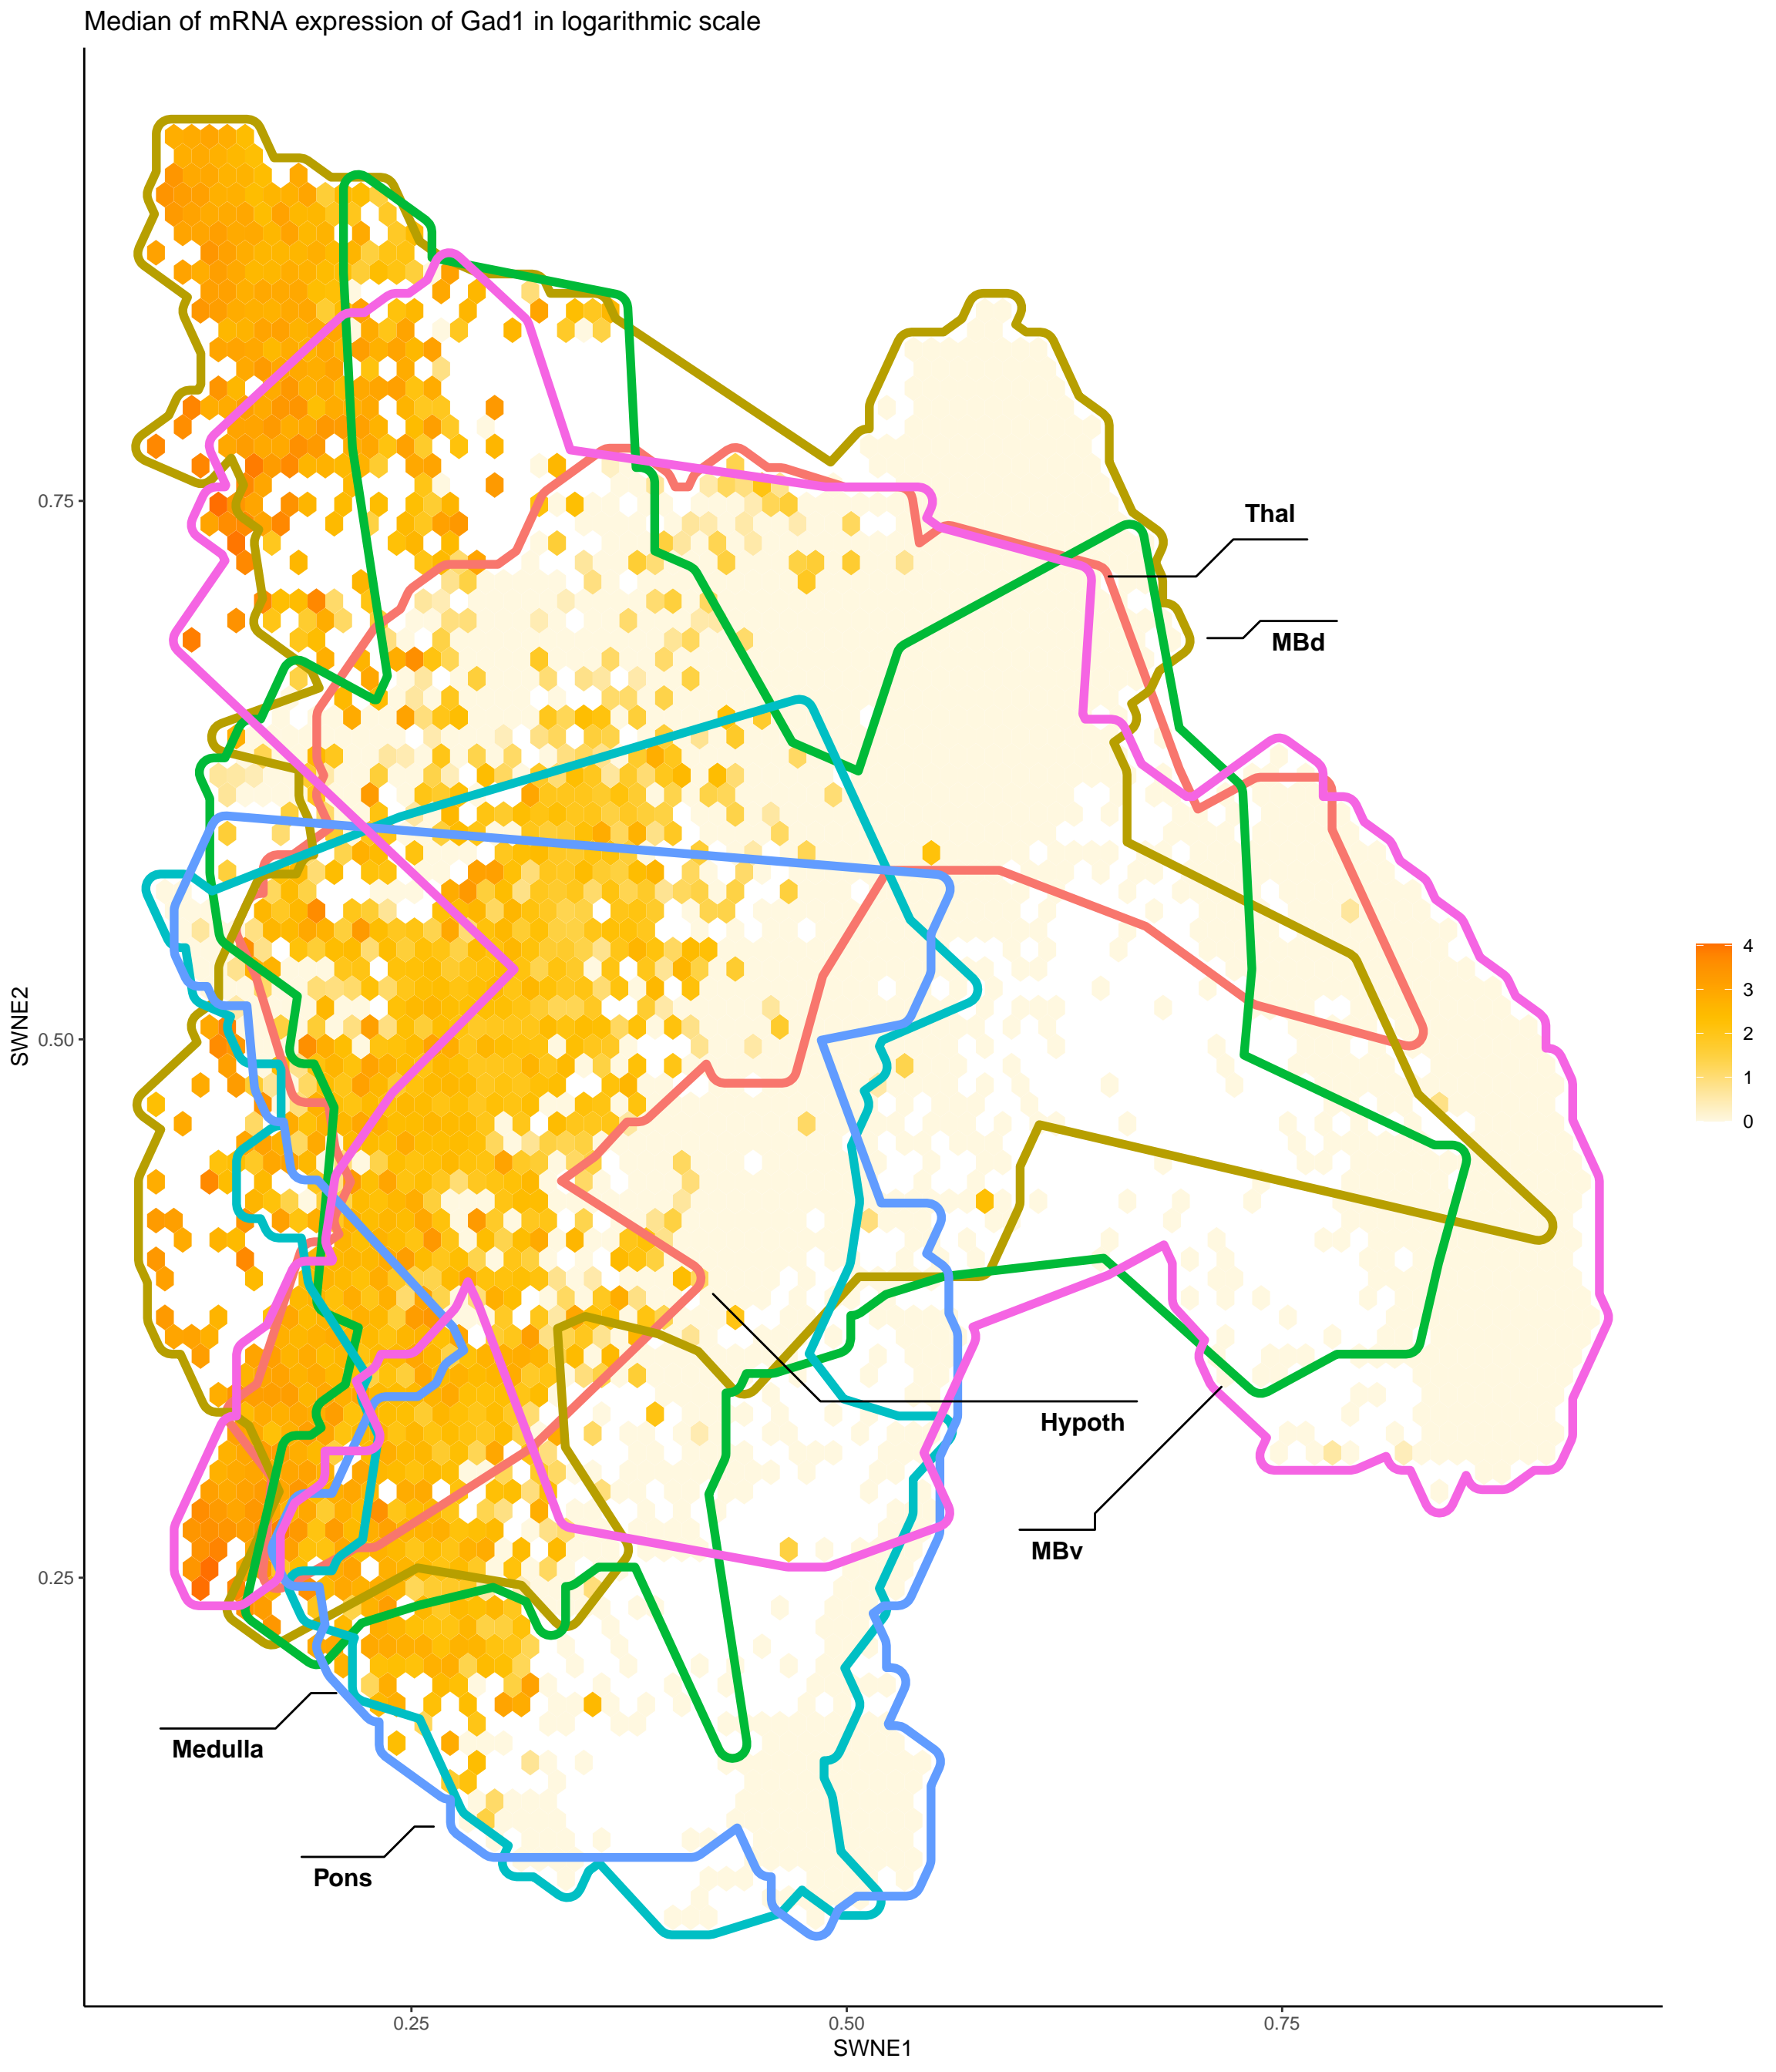 Median of mRNA expression of Gad1 in logarithmic scale
Thal
MBd
0.75
4
3
2
1
0
SWNE2
0.50
Hypoth
MBv
0.25
Medulla
Pons
0.25
0.50
0.75
SWNE1